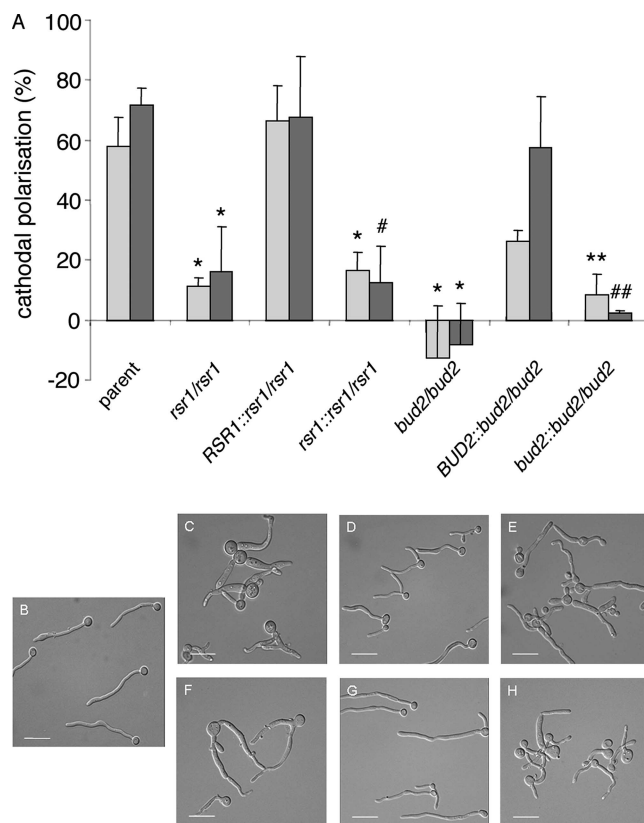 A
100
80
60
40
20
0
-20
cathodal polarisation (%)
*
*
*
#
*
*
**
##
parent
rsr1/rsr1
RSR1::rsr1/rsr1
rsr1::rsr1/rsr1
bud2/bud2
BUD2::bud2/bud2
bud2::bud2/bud2
B
C
D
E
F
G
H